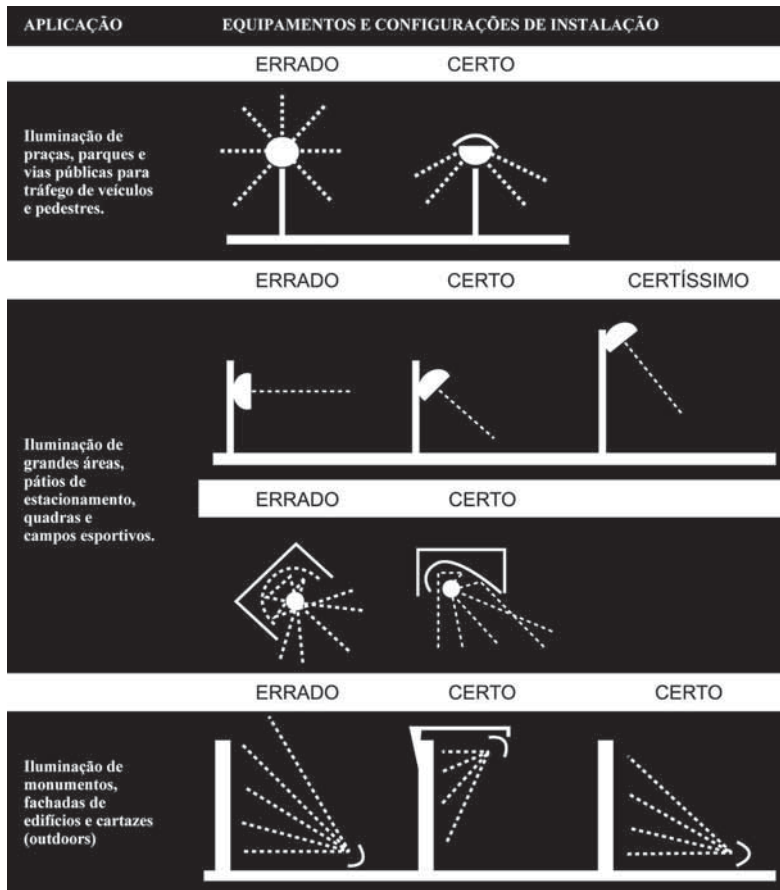 APLICAÇÃO EQUIPAMENTOS E CONFIGURAÇÕES DE INSTALAÇÃO
ERRADO CERTO
Iluminação de
praças, parques e
vias públicas para
tráfego de veículos
e pedestres.
ERRADO CERTO CERTÍSSIMO
Iluminação de
grandes áreas,
pátios de
estacionamento,
quadras e
campos esportivos.
ERRADO CERTO
ERRADO CERTO CERTO
Iluminação de
monumentos,
fachadas de
edifícios e cartazes
(outdoors)